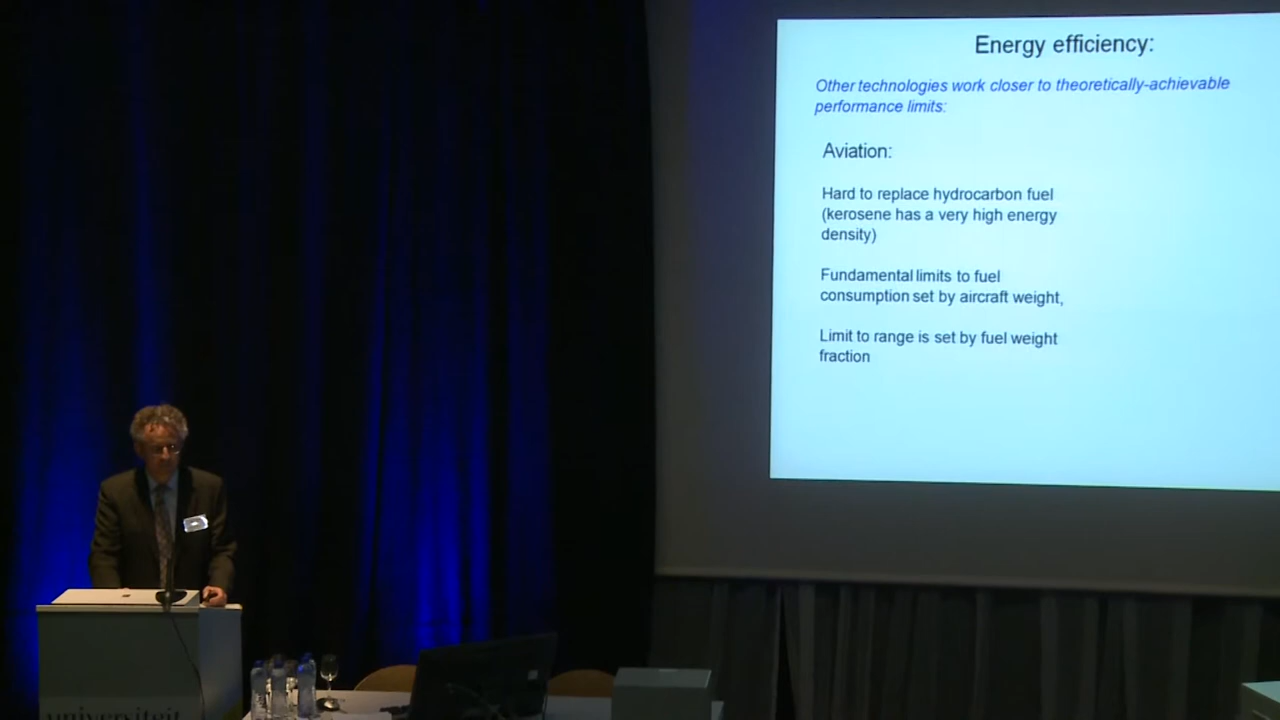 Energy efficiency:
Other technologies work closer to theoretically-achievable
performance limits:
Aviation:
Hard to replace hydrocarbon fuel
(kerosene has a very high energy
density)
Fundamental limits to fuel
consumption set by aircraft weight,
Limit to range is set by fuel weight
fraction
universiteit